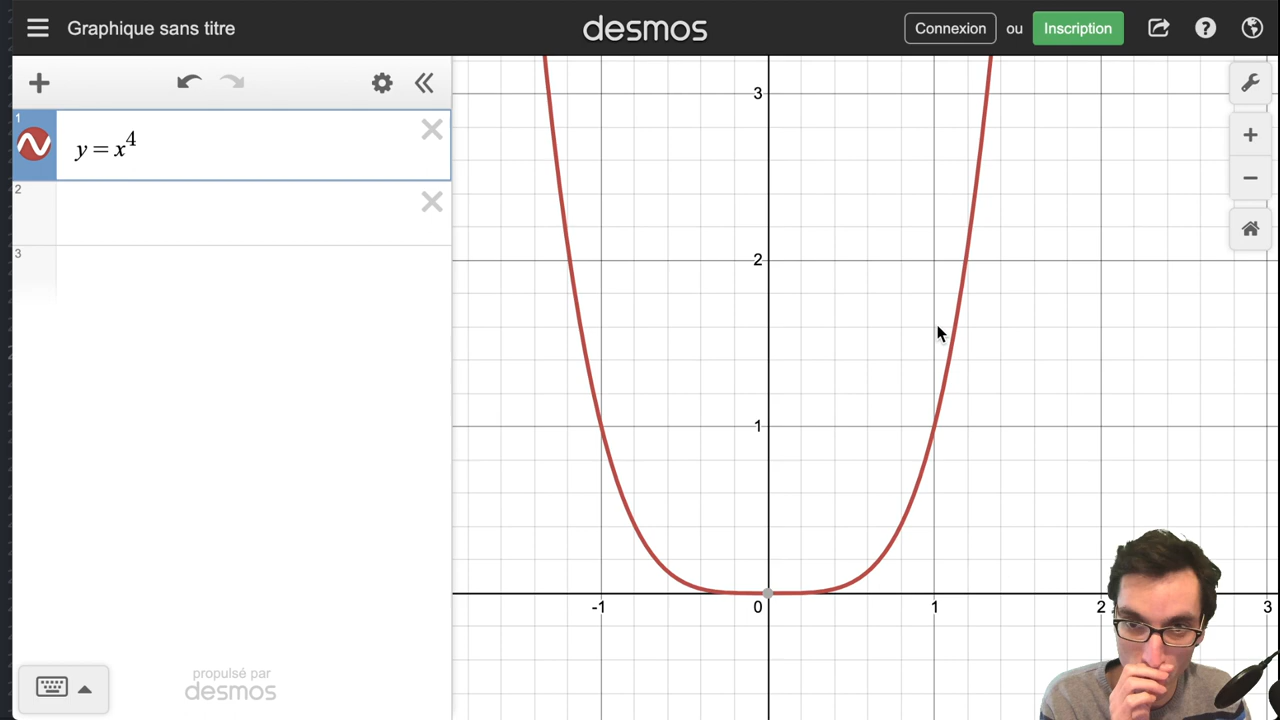 Graphique sans titre
desmos
Connexion ou Inscription
1
y = x⁴
2
3
3
2
1
-1 0 1 2 3
propulsé par
desmos